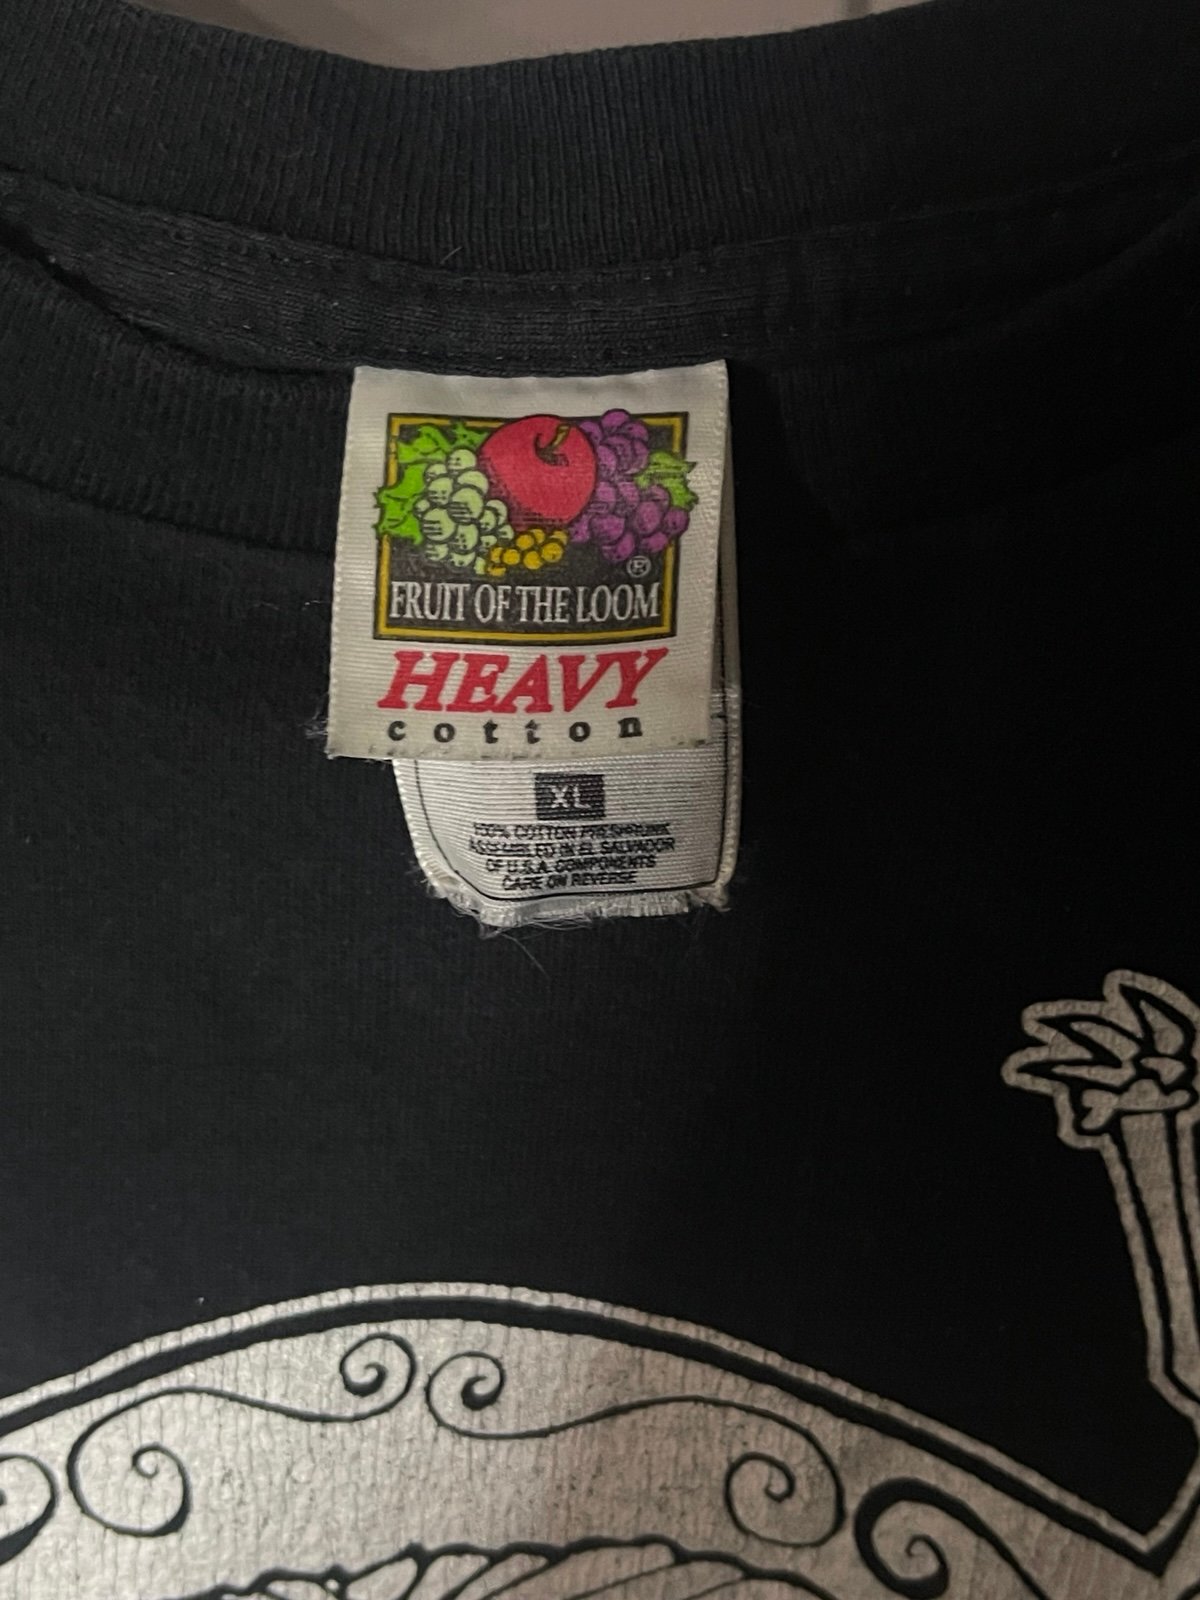 ®
FRUIT OF THE LOOM
HEAVY
cotton
XL
100% COTTON PRESHRUNK
ASSEMBLED IN EL SALVADOR
OF U.S.A. COMPONENTS
CARE ON REVERSE